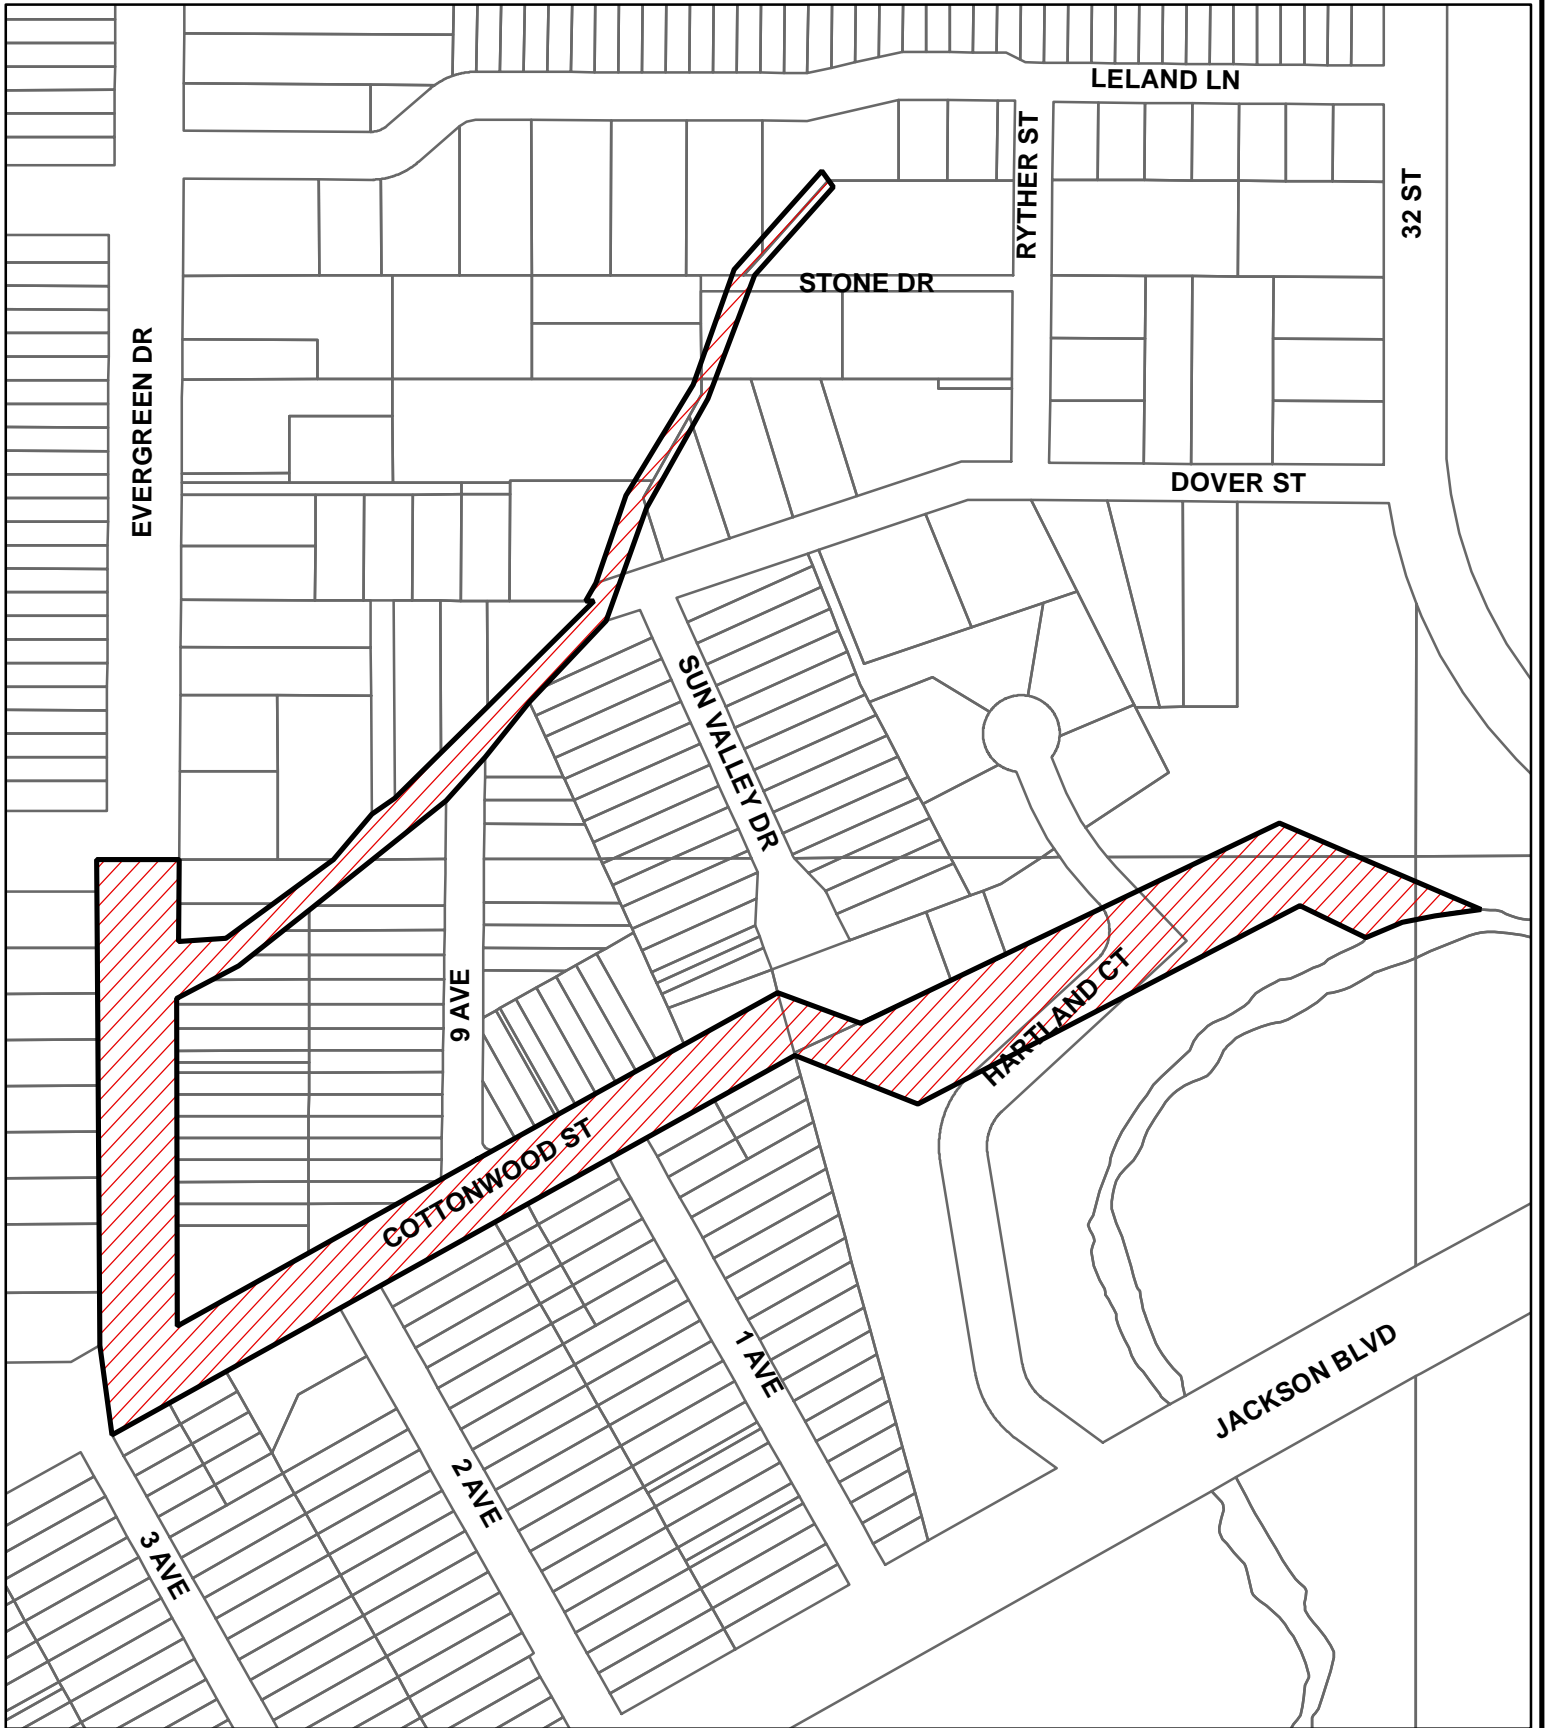 LELAND LN
RYTHER ST
32 ST
STONE DR
EVERGREEN DR
DOVER ST
SUN VALLEY DR
9 AVE
HARTLAND CT
COTTONWOOD ST
1 AVE
JACKSON BLVD
2 AVE
3 AVE